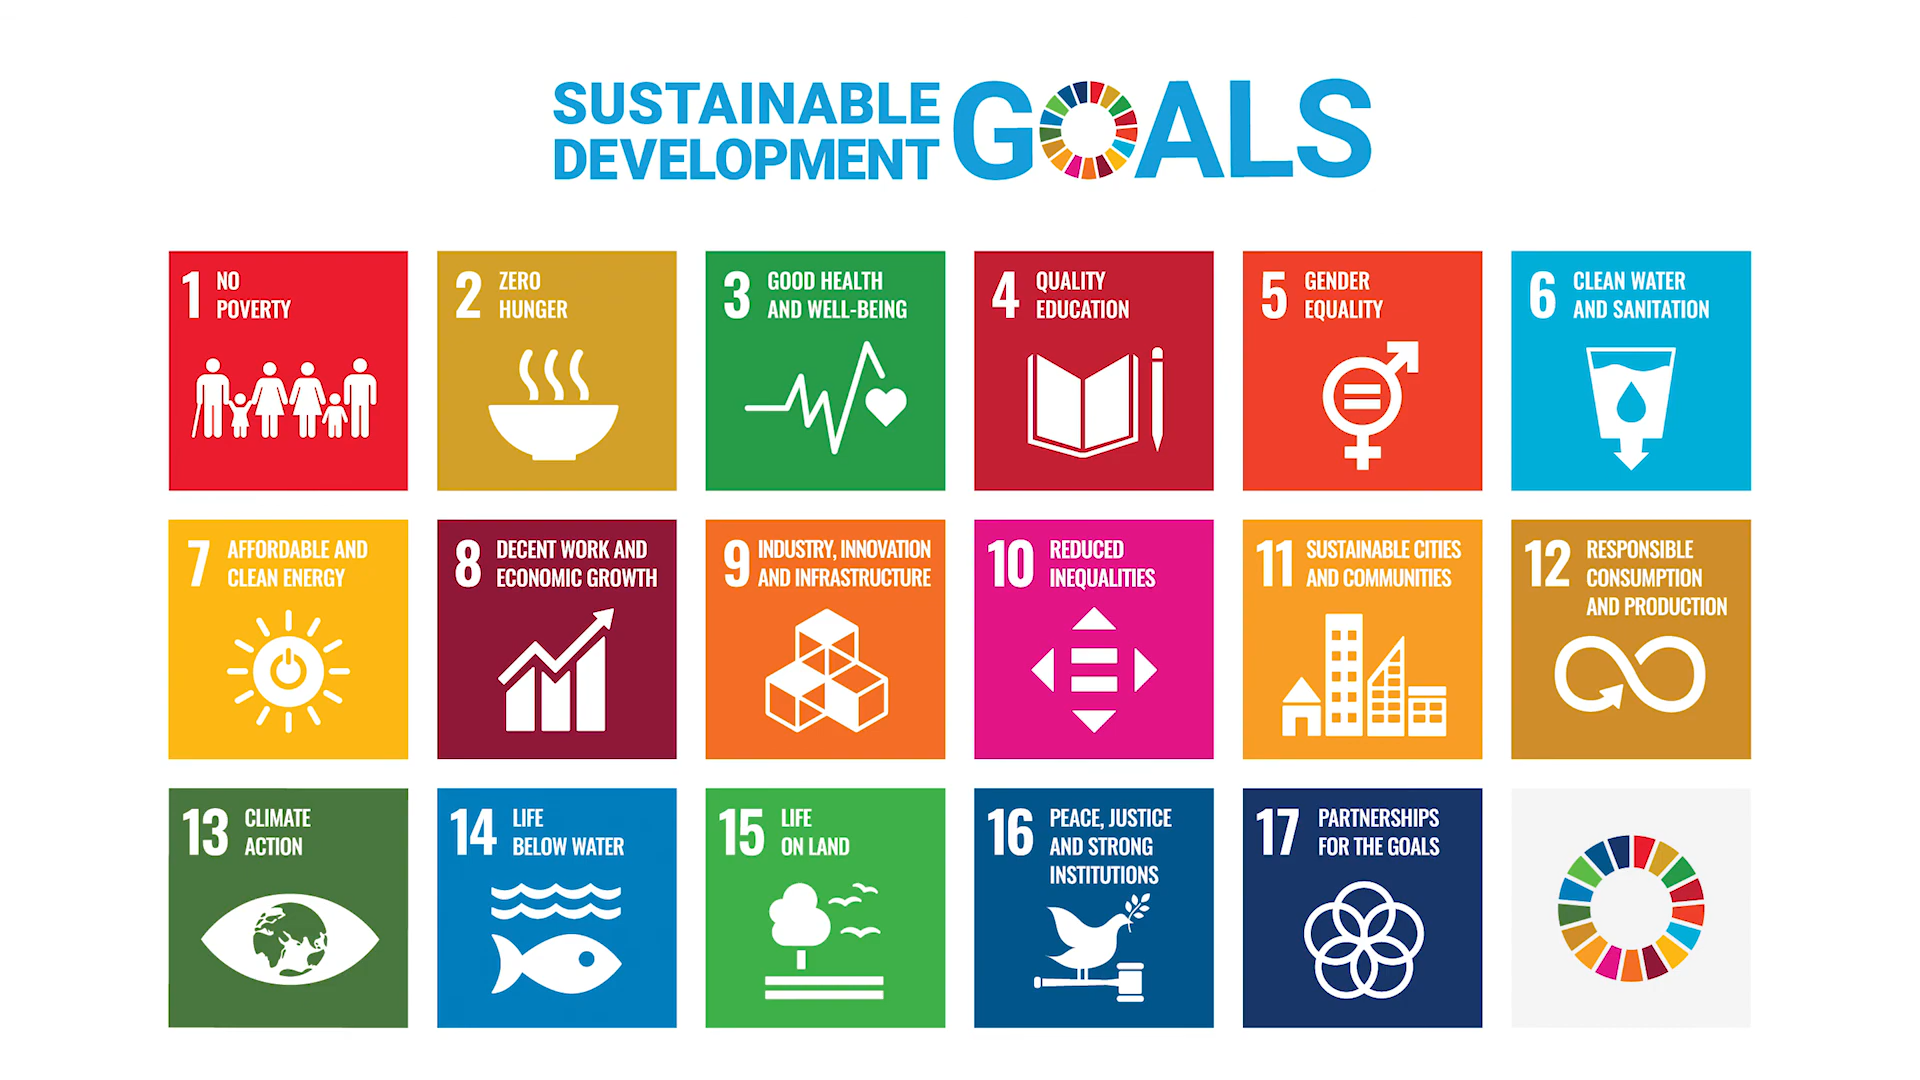 SUSTAINABLE
DEVELOPMENT
GOALS
1 NO
POVERTY
2 ZERO
HUNGER
3 GOOD HEALTH
AND WELL-BEING
4 QUALITY
EDUCATION
5 GENDER
EQUALITY
6 CLEAN WATER
AND SANITATION
7 AFFORDABLE AND
CLEAN ENERGY
8 DECENT WORK AND
ECONOMIC GROWTH
9 INDUSTRY, INNOVATION
AND INFRASTRUCTURE
10 REDUCED
INEQUALITIES
11 SUSTAINABLE CITIES
AND COMMUNITIES
12 RESPONSIBLE
CONSUMPTION
AND PRODUCTION
13 CLIMATE
ACTION
14 LIFE
BELOW WATER
15 LIFE
ON LAND
16 PEACE, JUSTICE
AND STRONG
INSTITUTIONS
17 PARTNERSHIPS
FOR THE GOALS